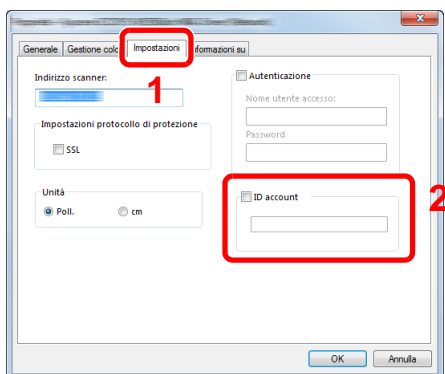 Generale Gestione colo Impostazioni nformazioni su
Indirizzo scanner:
1
Autenticazione
Nome utente accesso:
Password
Impostazioni protocollo di protezione
SSL
Unità
Poll. cm
ID account
2
OK Annulla